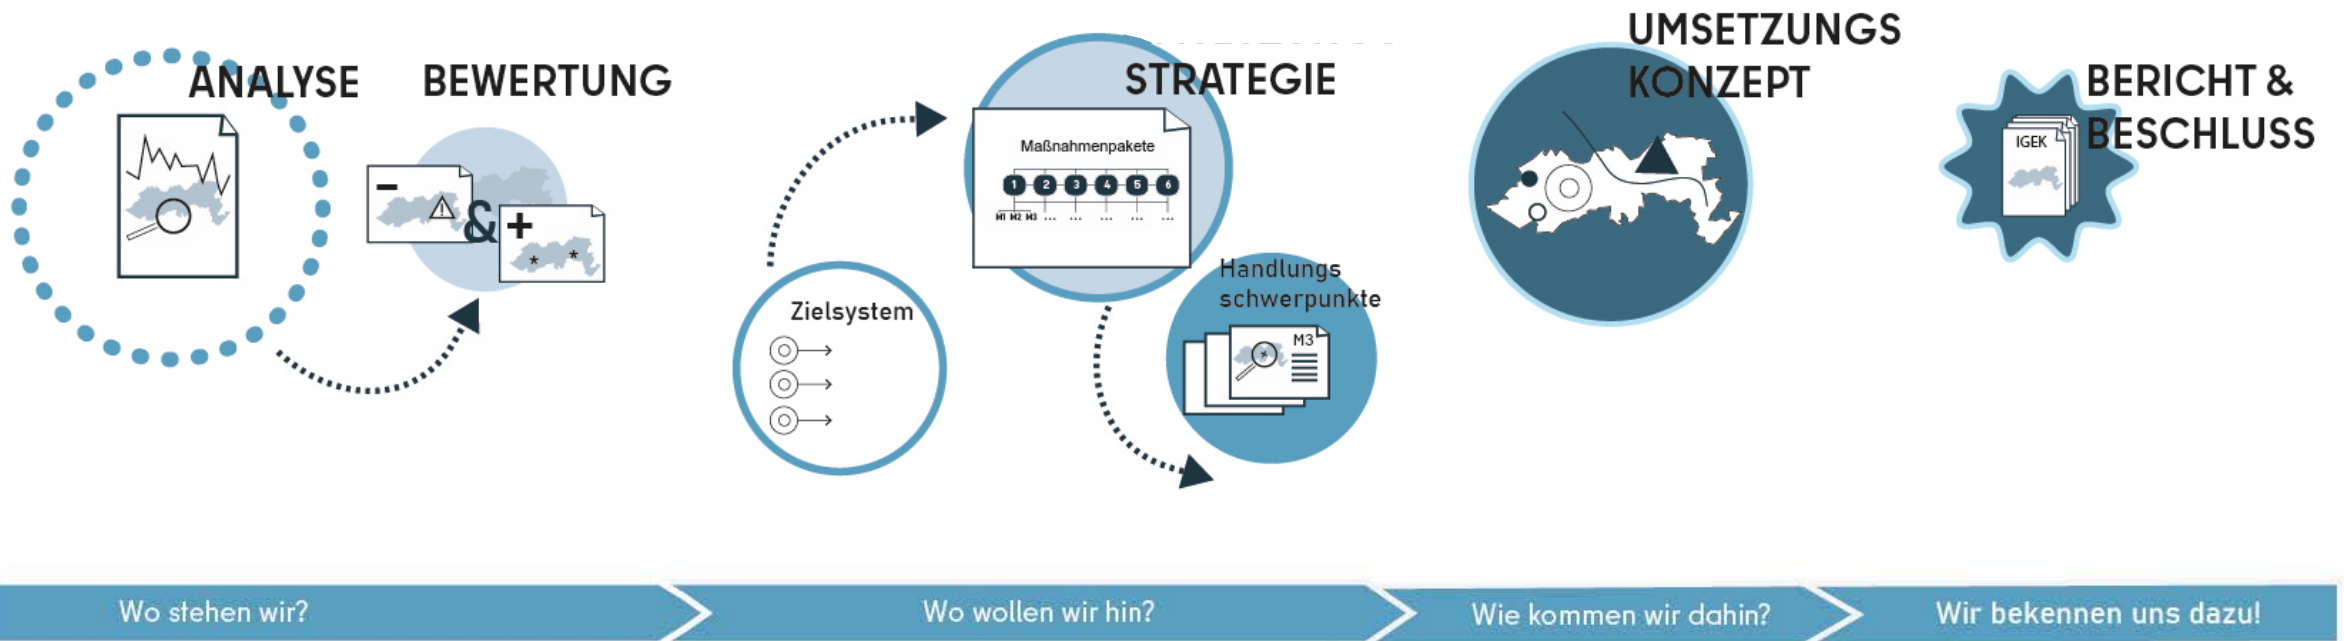 ANALYSE
BEWERTUNG
&
STRATEGIE
Maßnahmenpakete
1 2 3 4 5 6
M1 M2 M3 ... ... ... ... ...
Zielsystem
Handlungs
schwerpunkte
M3
UMSETZUNGS
KONZEPT
BERICHT &
BESCHLUSS
IGEK
Wo stehen wir?
Wo wollen wir hin?
Wie kommen wir dahin?
Wir bekennen uns dazu!